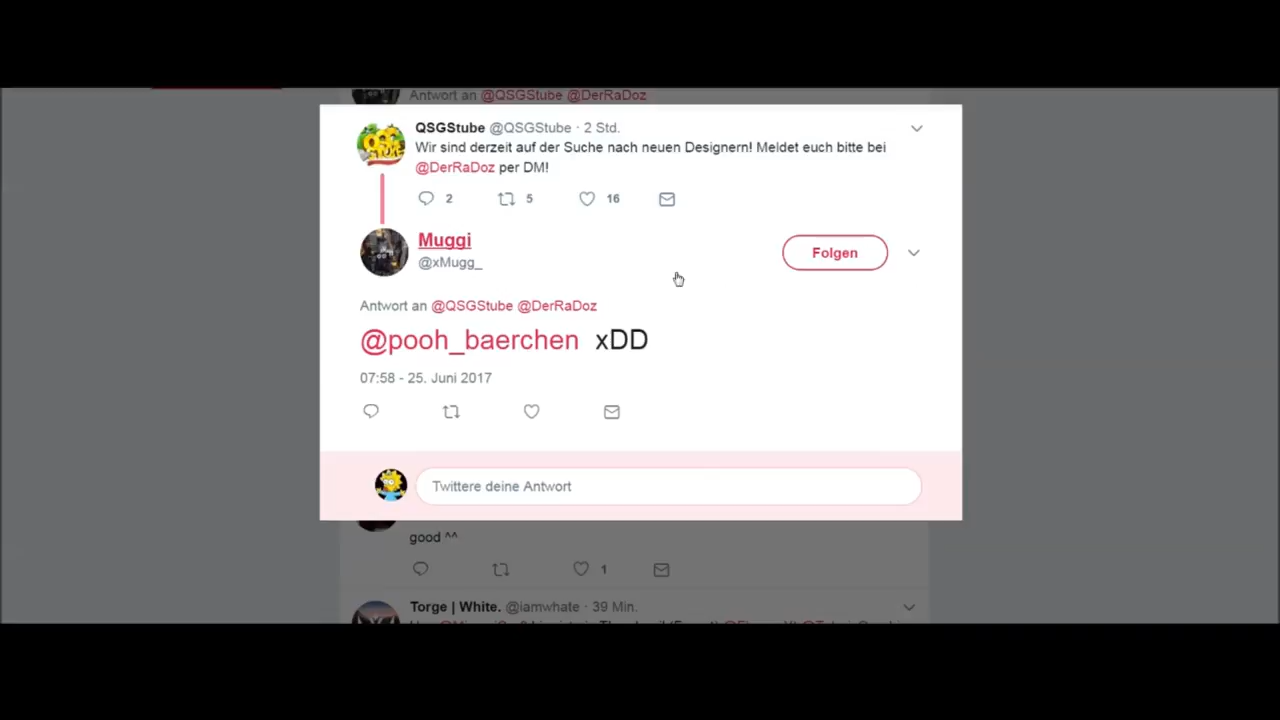 Antwort an @QSGStube @DerRaDoz
QSGStube @QSGStube · 2 Std.
Wir sind derzeit auf der Suche nach neuen Designern! Meldet euch bitte bei
@DerRaDoz per DM!
2 5 16
Muggi
@xMugg_
Folgen
Antwort an @QSGStube @DerRaDoz
@pooh_baerchen xDD
07:58 - 25. Juni 2017
Twittere deine Antwort
good ^^
1
Torge | White. @iamwhate · 39 Min.